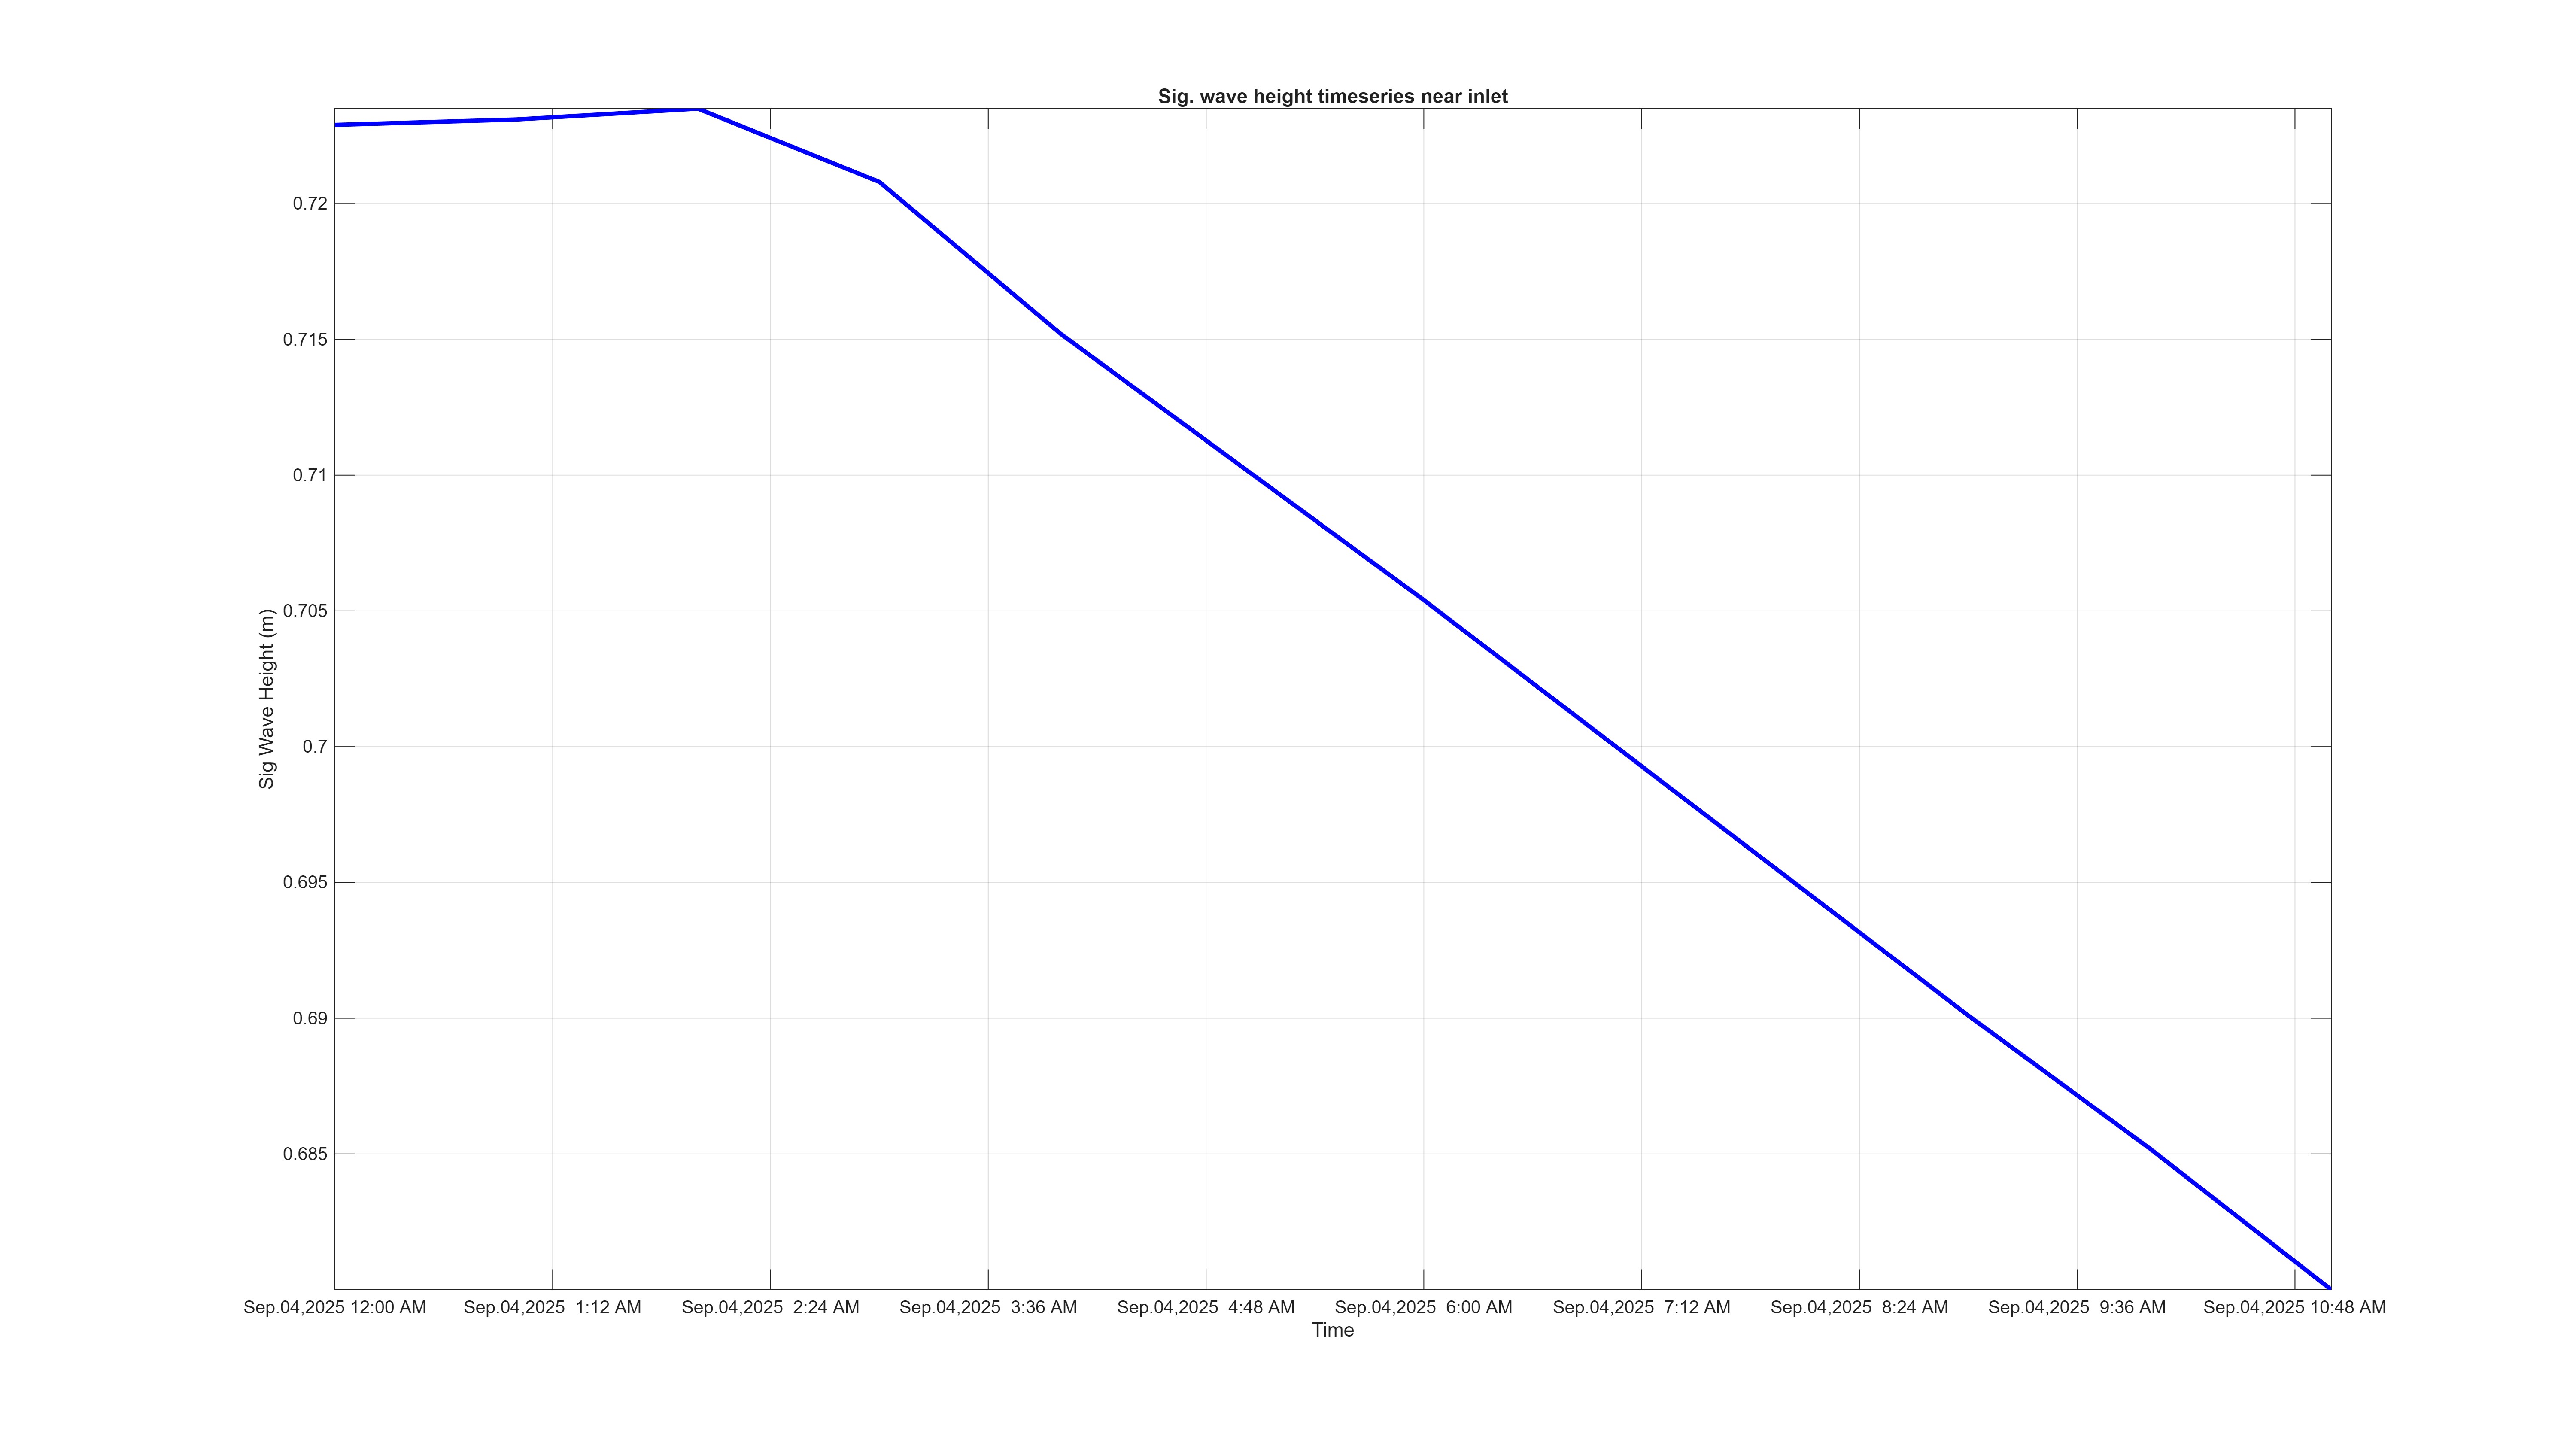 Sig. wave height timeseries near inlet
0.72
0.715
0.71
0.705
0.7
0.695
0.69
0.685
Sig Wave Height (m)
Sep.04,2025 12:00 AM
Sep.04,2025  1:12 AM
Sep.04,2025  2:24 AM
Sep.04,2025  3:36 AM
Sep.04,2025  4:48 AM
Sep.04,2025  6:00 AM
Sep.04,2025  7:12 AM
Sep.04,2025  8:24 AM
Sep.04,2025  9:36 AM
Sep.04,2025 10:48 AM
Time